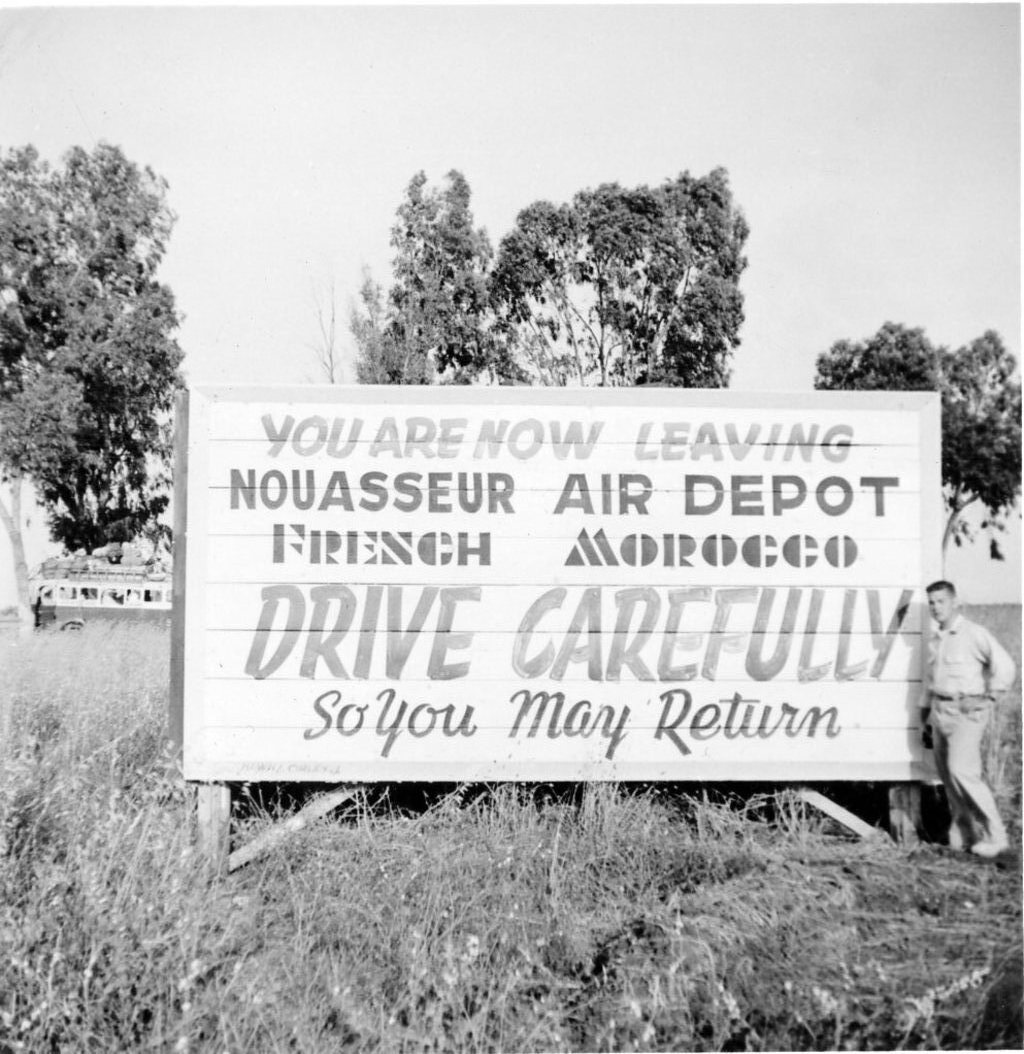 YOU ARE NOW LEAVING
NOUASSEUR AIR DEPOT
FRENCH MOROCCO
DRIVE CAREFULLY
So You May Return